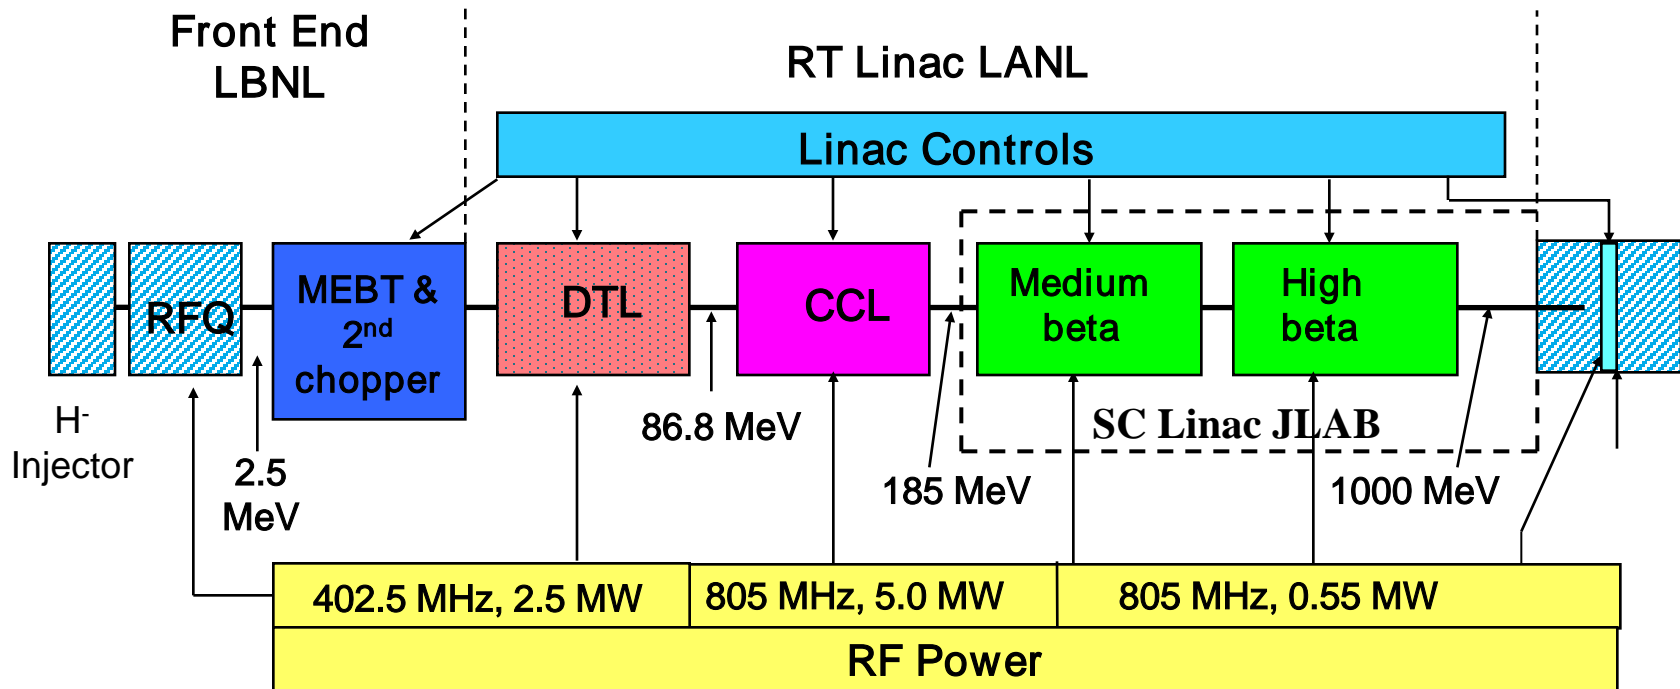 Front End
LBNL
RT Linac LANL
Linac Controls
RFQ
MEBT &
2nd
chopper
DTL
CCL
Medium
beta
High
beta
H-
Injector
2.5
MeV
86.8 MeV
185 MeV
SC Linac JLAB
1000 MeV
402.5 MHz, 2.5 MW
805 MHz, 5.0 MW
805 MHz, 0.55 MW
RF Power